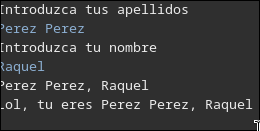 Introduzca tus apellidos
Perez Perez
Introduzca tu nombre
Raquel
Perez Perez, Raquel
Lol, tu eres Perez Perez, Raquel